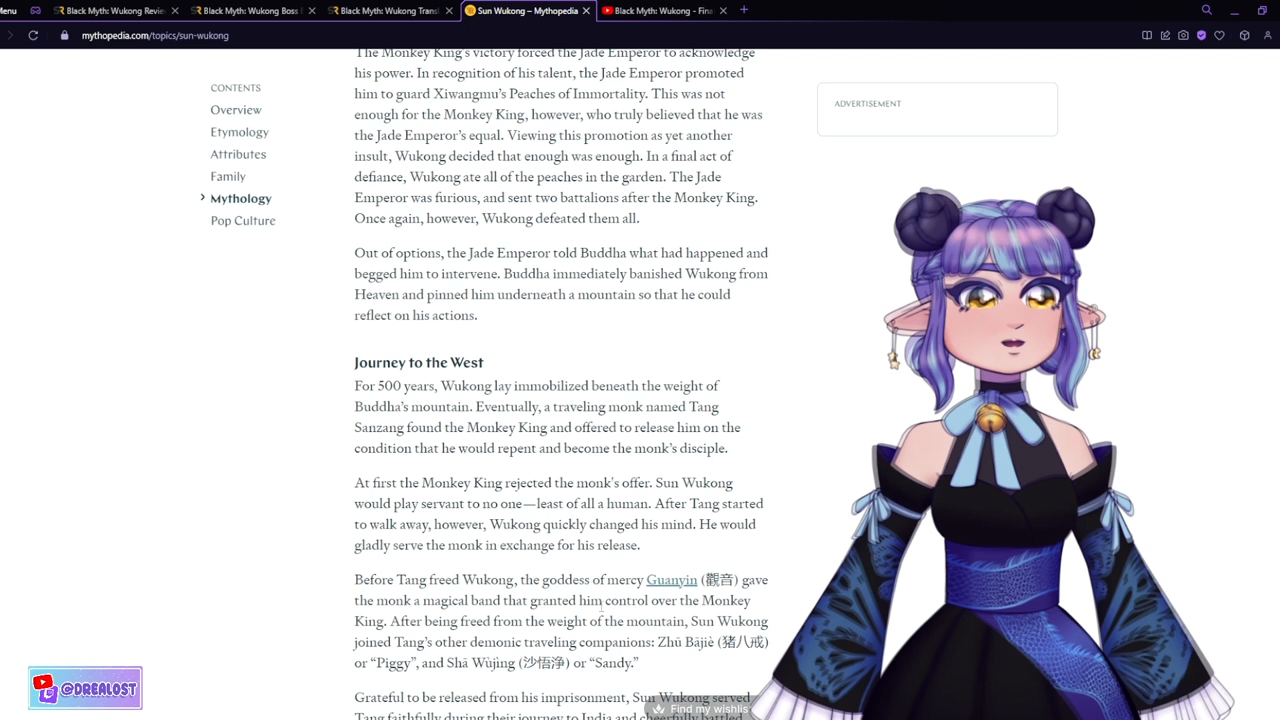 Menu
Black Myth: Wukong Revie
Black Myth: Wukong Boss
Black Myth: Wukong Transl
Sun Wukong – Mythopedia
Black Myth: Wukong - Fina
mythopedia.com/topics/sun-wukong
CONTENTS
Overview
Etymology
Attributes
Family
Mythology
Pop Culture
The Monkey King's victory forced the Jade Emperor to acknowledge
his power. In recognition of his talent, the Jade Emperor promoted
him to guard Xiwangmu's Peaches of Immortality. This was not
enough for the Monkey King, however, who truly believed that he was
the Jade Emperor's equal. Viewing this promotion as yet another
insult, Wukong decided that enough was enough. In a final act of
defiance, Wukong ate all of the peaches in the garden. The Jade
Emperor was furious, and sent two battalions after the Monkey King.
Once again, however, Wukong defeated them all.
Out of options, the Jade Emperor told Buddha what had happened and
begged him to intervene. Buddha immediately banished Wukong from
Heaven and pinned him underneath a mountain so that he could
reflect on his actions.
Journey to the West
For 500 years, Wukong lay immobilized beneath the weight of
Buddha's mountain. Eventually, a traveling monk named Tang
Sanzang found the Monkey King and offered to release him on the
condition that he would repent and become the monk's disciple.
At first the Monkey King rejected the monk's offer. Sun Wukong
would play servant to no one—least of all a human. After Tang started
to walk away, however, Wukong quickly changed his mind. He would
gladly serve the monk in exchange for his release.
Before Tang freed Wukong, the goddess of mercy Guanyin (觀音) gave
the monk a magical band that granted him control over the Monkey
King. After being freed from the weight of the mountain, Sun Wukong
joined Tang's other demonic traveling companions: Zhū Bājiè (猪八戒)
or “Piggy”, and Shā Wùjìng (沙悟浄) or “Sandy.”
Grateful to be released from his imprisonment, Sun Wukong served
Tang faithfully during their journey to India and cheerfully battled
ADVERTISEMENT
Find my wishlis
@DREALOST